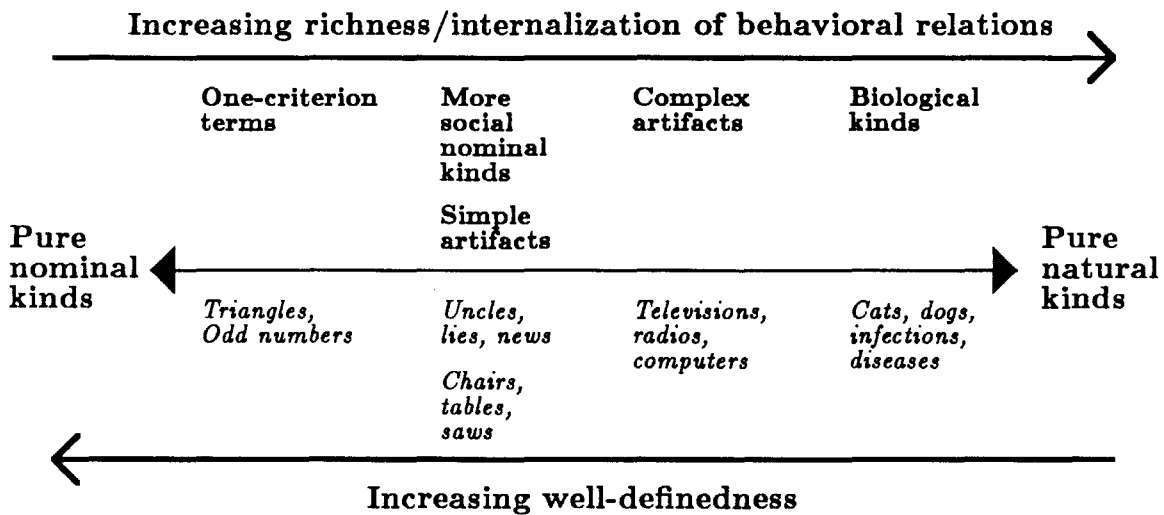 Increasing richness/internalization of behavioral relations
One-criterion
terms
More
social
nominal
kinds
Simple
artifacts
Complex
artifacts
Biological
kinds
Pure
nominal
kinds
Pure
natural
kinds
Triangles,
Odd numbers
Uncles,
lies, news
Chairs,
tables,
saws
Televisions,
radios,
computers
Cats, dogs,
infections,
diseases
Increasing well-definedness